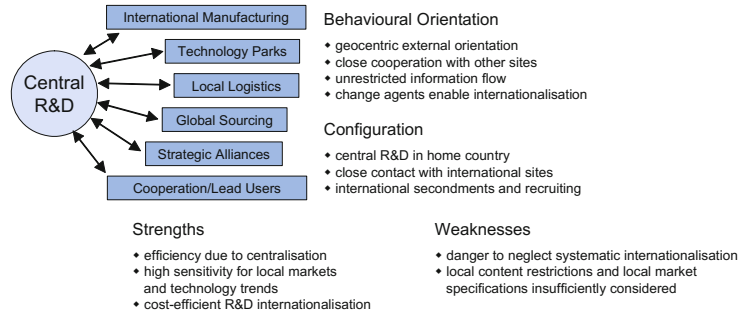 International Manufacturing
Technology Parks
Central
R&D
Local Logistics
Global Sourcing
Strategic Alliances
Cooperation/Lead Users
Behavioural Orientation
geocentric external orientation
close cooperation with other sites
unrestricted information flow
change agents enable internationalisation
Configuration
central R&D in home country
close contact with international sites
international secondments and recruiting
Strengths
efficiency due to centralisation
high sensitivity for local markets
and technology trends
cost-efficient R&D internationalisation
Weaknesses
danger to neglect systematic internationalisation
local content restrictions and local market
specifications insufficiently considered